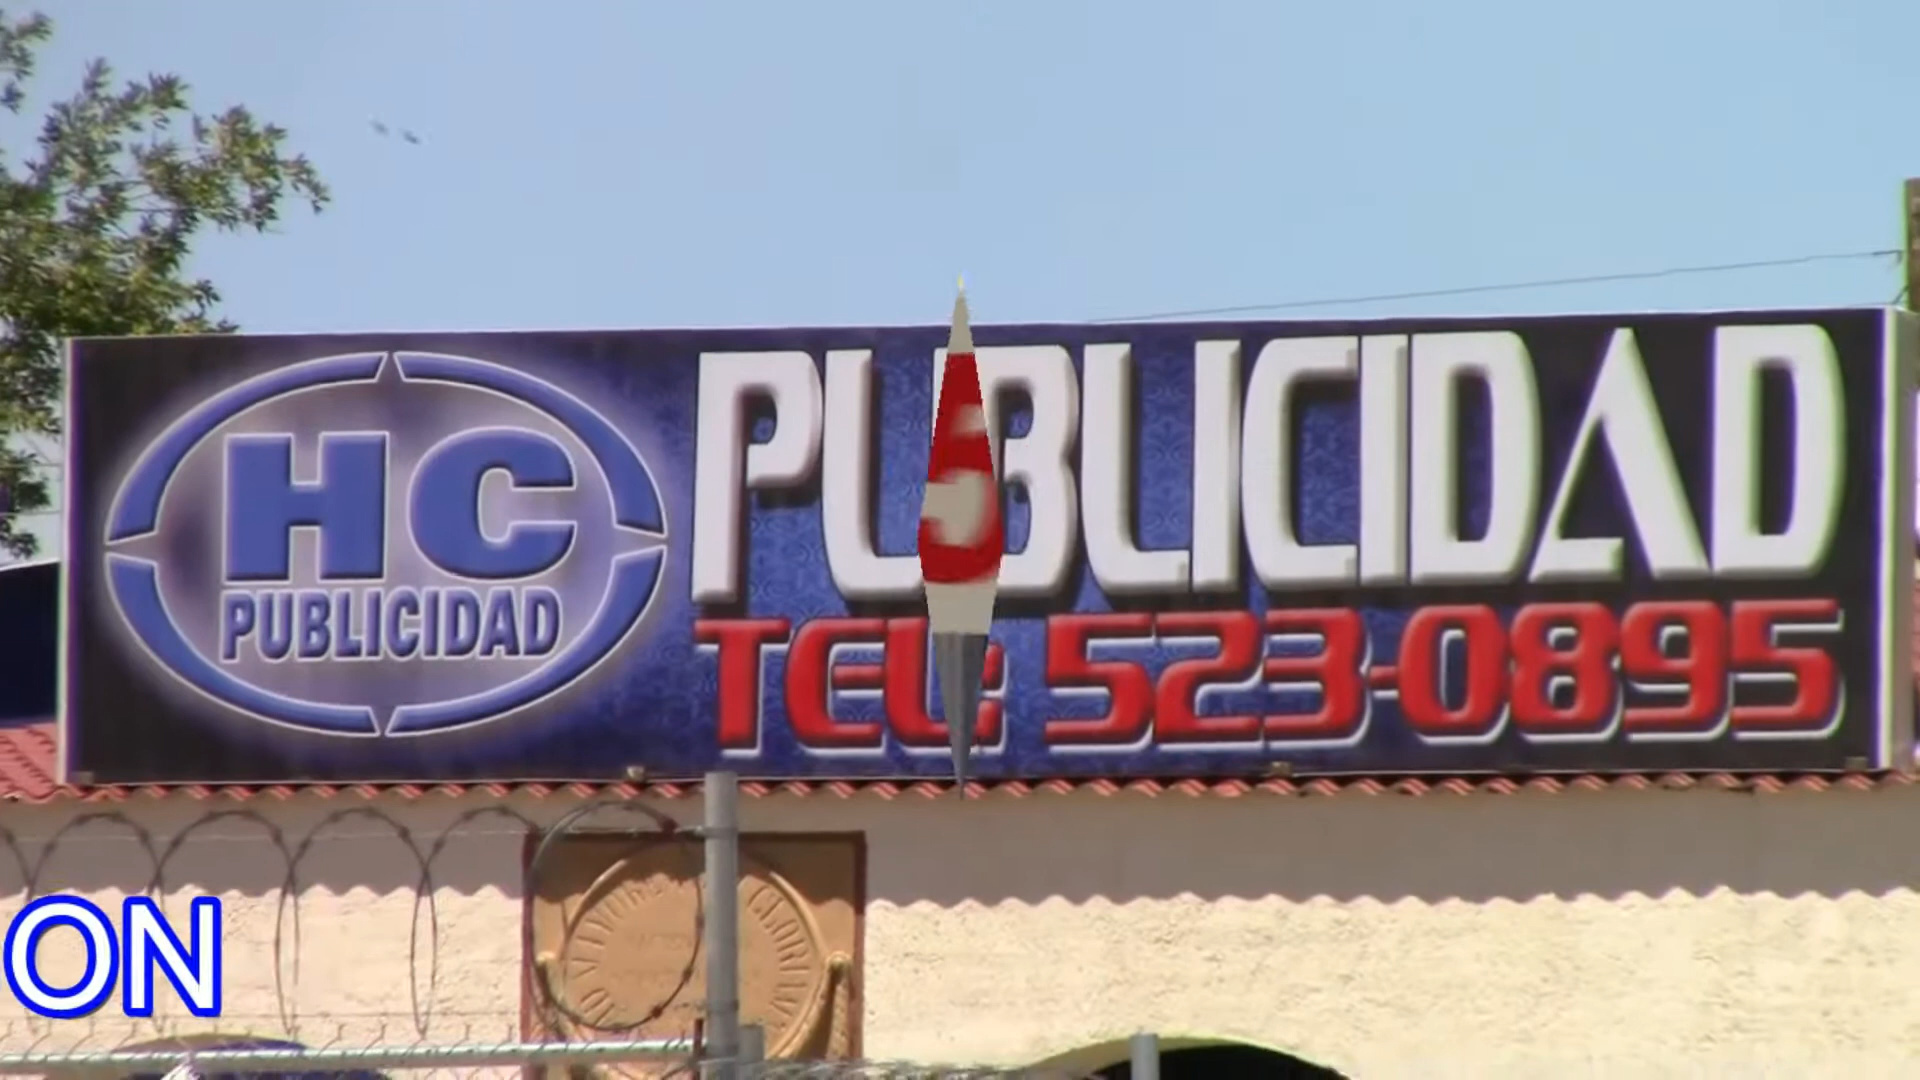 HC
PUBLICIDAD
PUBLICIDAD
TEL: 523-0895
ON